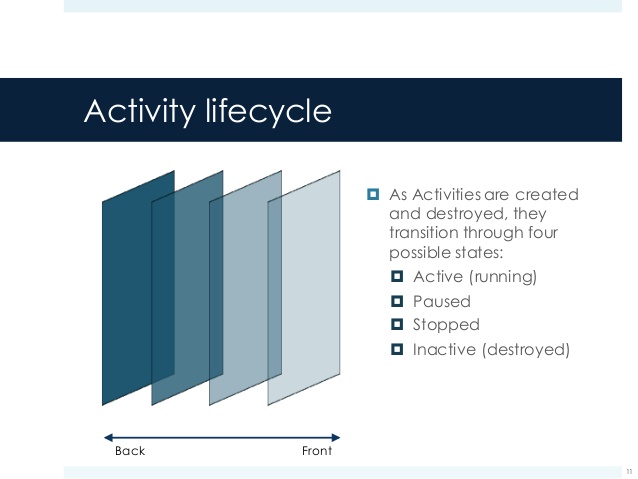 Activity lifecycle
As Activities are created
and destroyed, they
transition through four
possible states:
Active (running)
Paused
Stopped
Inactive (destroyed)
Back Front
11